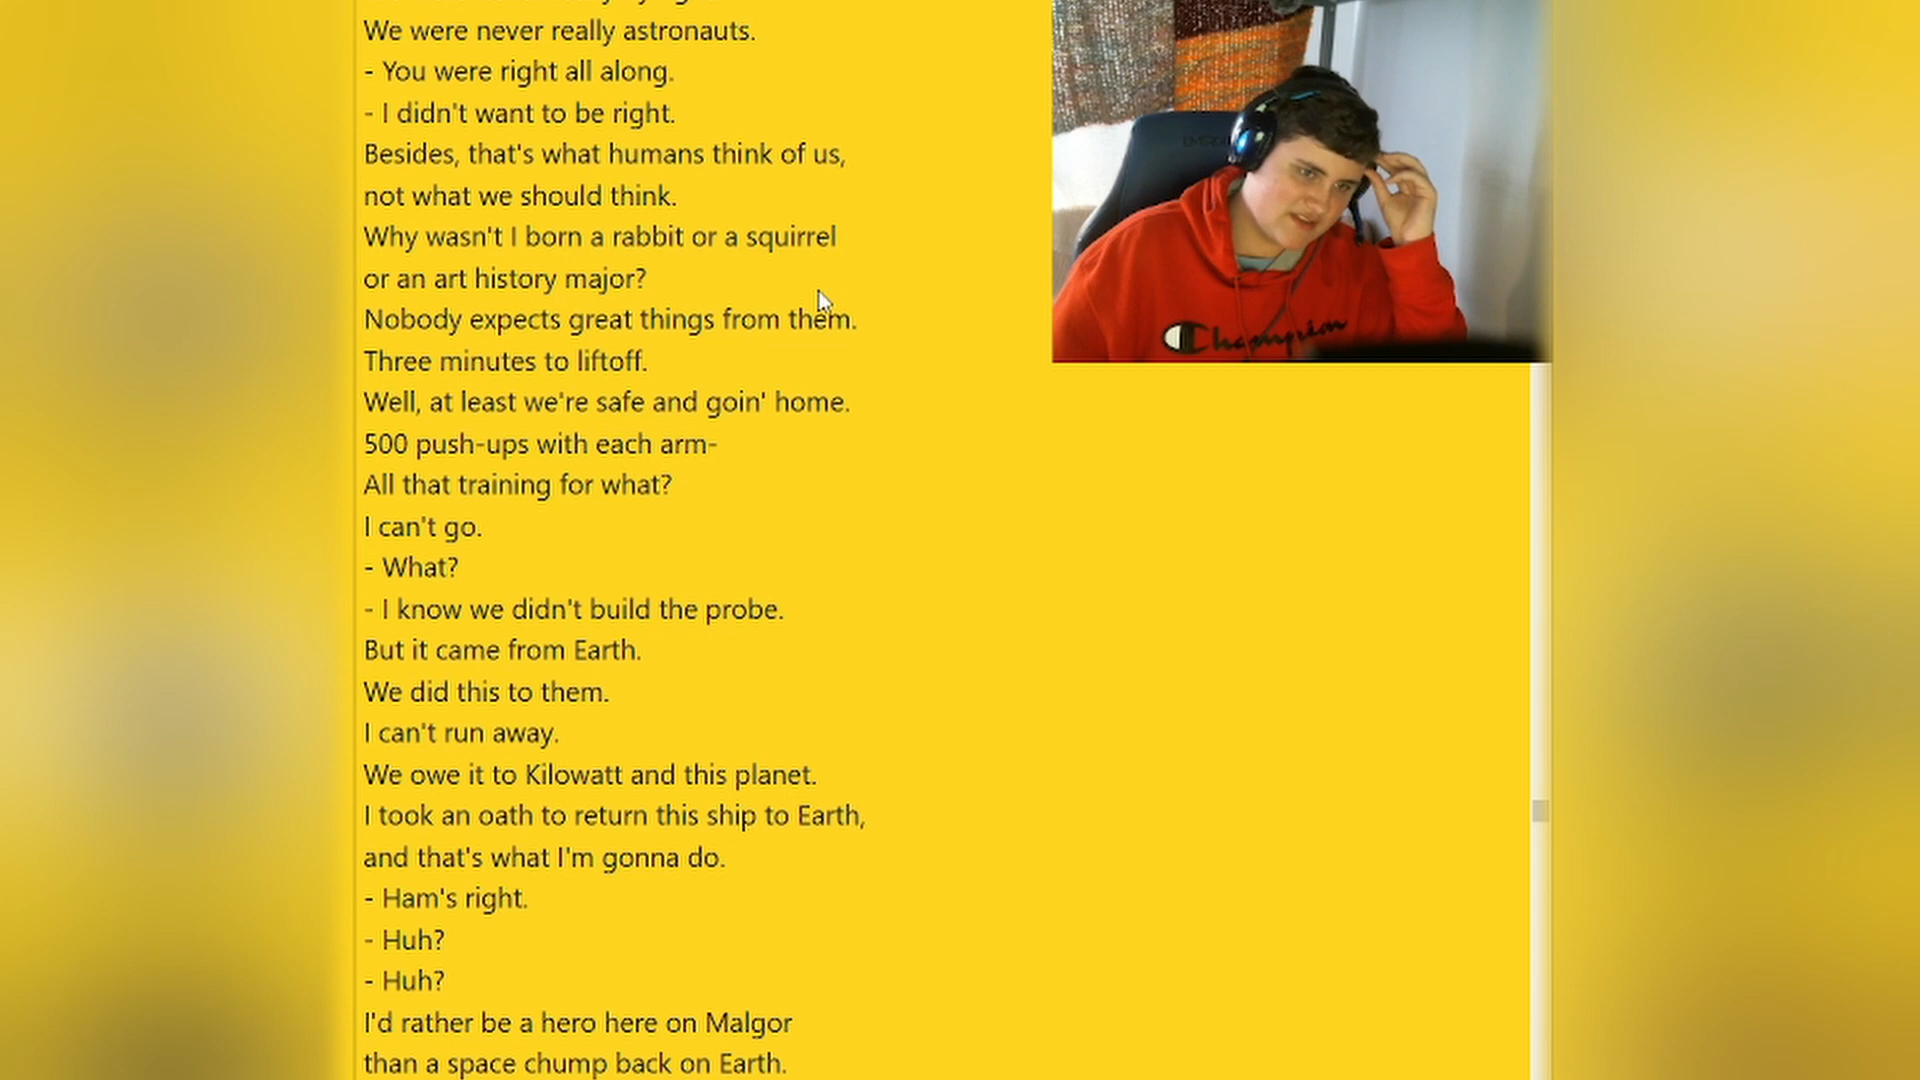 We were never really astronauts.
- You were right all along.
- I didn't want to be right.
Besides, that's what humans think of us,
not what we should think.
Why wasn't I born a rabbit or a squirrel
or an art history major?
Nobody expects great things from them.
Three minutes to liftoff.
Well, at least we're safe and goin' home.
500 push-ups with each arm-
All that training for what?
I can't go.
- What?
- I know we didn't build the probe.
But it came from Earth.
We did this to them.
I can't run away.
We owe it to Kilowatt and this planet.
I took an oath to return this ship to Earth,
and that's what I'm gonna do.
- Ham's right.
- Huh?
- Huh?
I'd rather be a hero here on Malgor
than a space chump back on Earth.
Champion